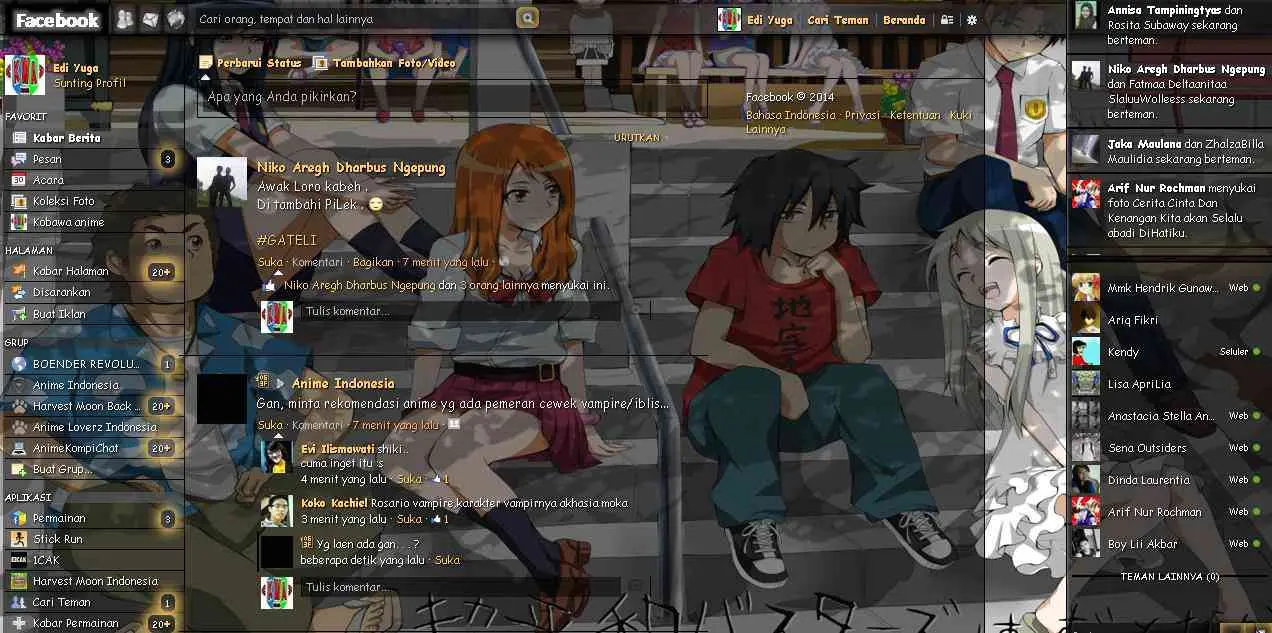 Facebook
Cari orang, tempat dan hal lainnya
Edi Yuga
Cari Teman
Beranda
Edi Yuga
Sunting Profil
FAVORIT
Kabar Berita
Pesan 3
Acara
Koleksi Foto
Kobawa anime
HALAMAN
Kabar Halaman 20+
Disarankan
Buat Iklan
GRUP
BOENDER REVOLU... 1
Anime Indonesia
Harvest Moon Back ... 20+
Anime Loverz Indonesia
AnimeKompiChat 20+
Buat Grup...
APLIKASI
Permainan 3
Stick Run
1CAK
Harvest Moon Indonesia
Cari Teman 1
Kabar Permainan 20+
Perbarui Status
Tambahkan Foto/Video
Apa yang Anda pikirkan?
URUTKAN
Niko Aregh Dharbus Ngepung
Awak Loro kabeh .
Di tambahi PiLek .
#GATELI
Suka · Komentari · Bagikan · 7 menit yang lalu ·
Niko Aregh Dharbus Ngepung dan 3 orang lainnya menyukai ini.
Tulis komentar...
Anime Indonesia
Gan, minta rekomendasi anime yg ada pemeran cewek vampire/iblis...
Suka · Komentari · 7 menit yang lalu ·
Evi Ilismawati shiki..
cuma inget itu :s
4 menit yang lalu · Suka · 1
Koko Kachiel Rosario vampire,karakter vampirnya akhasia moka
3 menit yang lalu · Suka · 1
Yg laen ada gan. . . ?
beberapa detik yang lalu · Suka
Tulis komentar...
Facebook © 2014
Bahasa Indonesia · Privasi · Ketentuan · Kuki
Lainnya
地
Annisa Tampiningtyas dan
Rosita Subaway sekarang
berteman.
Niko Aregh Dharbus Ngepung
dan Fatmaa Deltaanitaa
SlaluuWolleess sekarang
berteman.
Jaka Maulana dan ZhalzaBilla
Maulidia sekarang berteman.
Arif Nur Rochman menyukai
foto Cerita Cinta Dan
Kenangan Kita akan Selalu
abadi DiHatiku.
Mmk Hendrik Gunaw... Web
Ariq Fikri
Kendy Seluler
Lisa ApriLia
Anastacia Stella An... Web
Sena Outsiders Web
Dinda Laurentia Web
Arif Nur Rochman Web
Boy Lii Akbar Web
TEMAN LAINNYA (0)